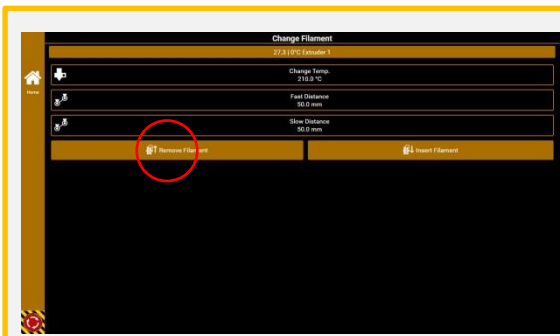 Change Filament
27.3 | 0°C Extruder 1
Home
Change Temp.
210.0 °C
Fast Distance
50.0 mm
Slow Distance
50.0 mm
Remove Filament
Insert Filament